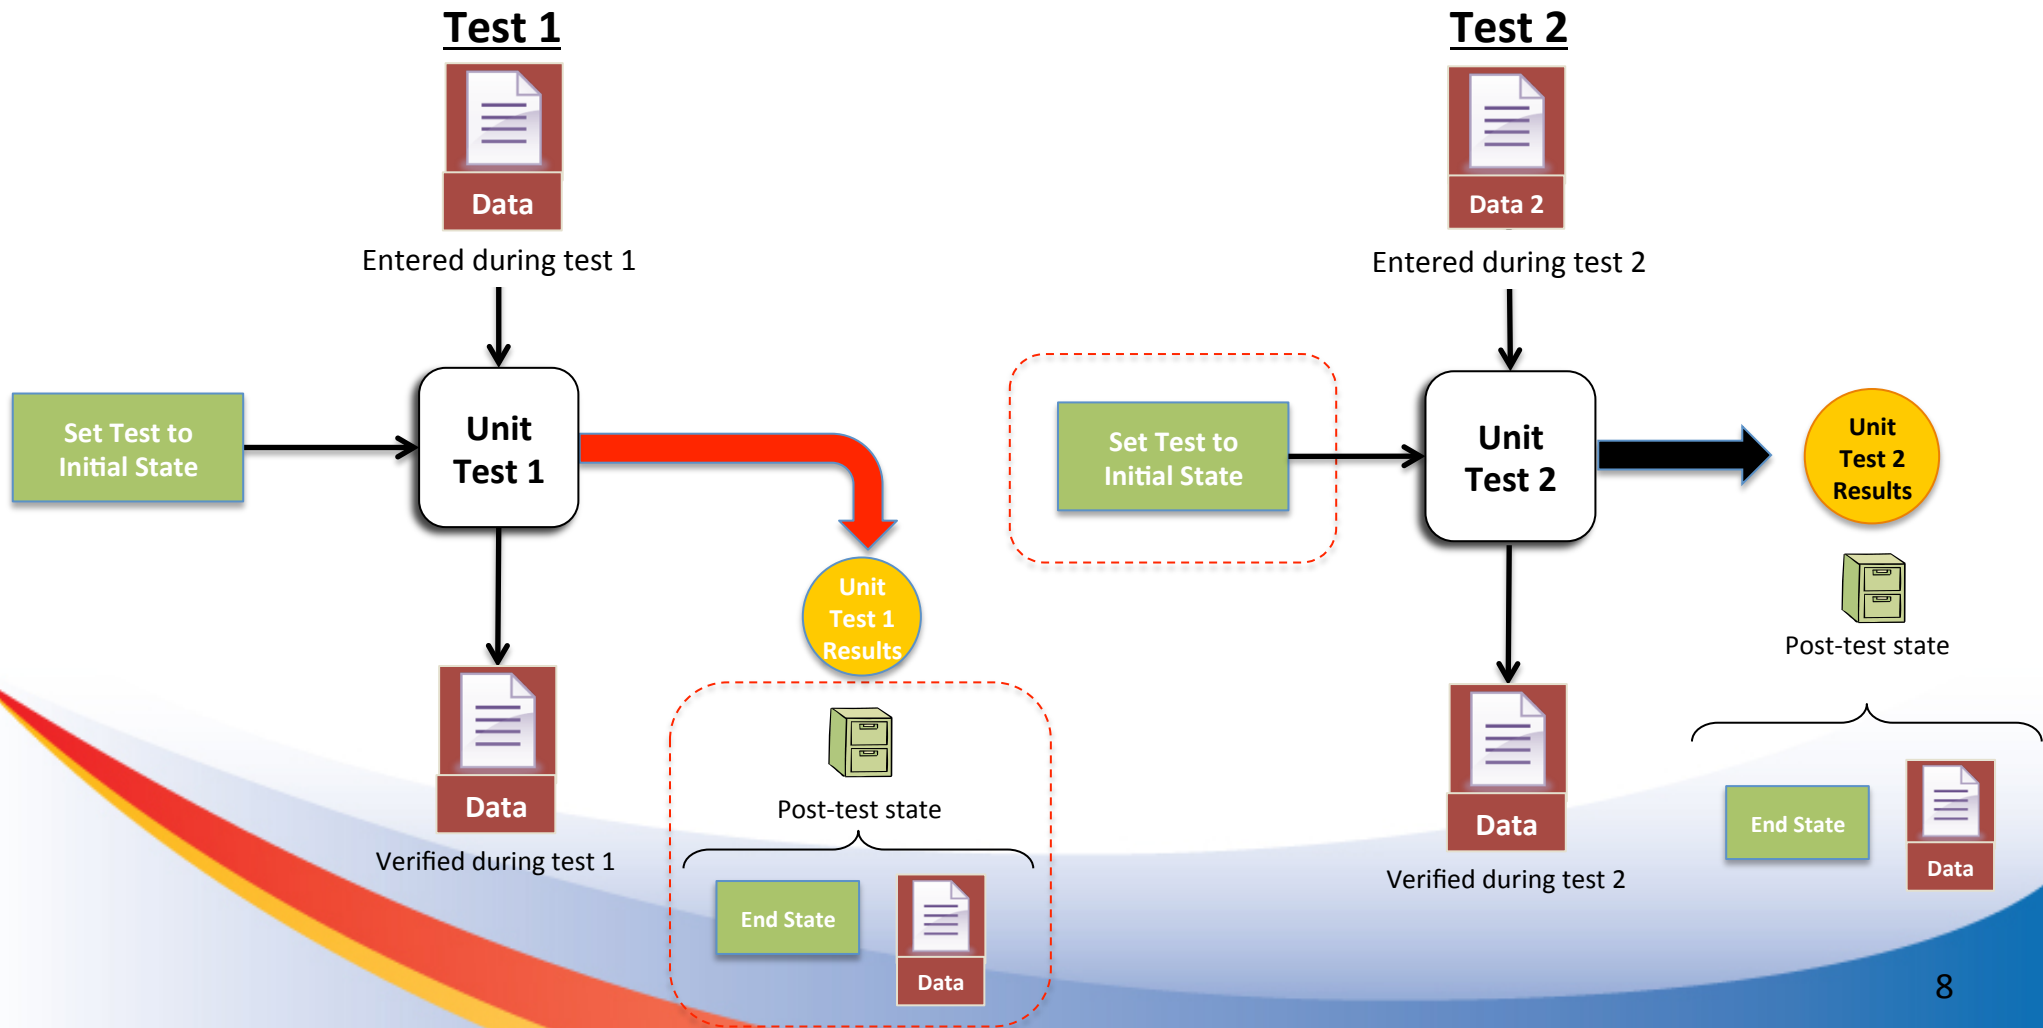 Test 1
Data
Entered during test 1
Set Test to
Initial State
Unit
Test 1
Unit
Test 1
Results
Data
Verified during test 1
Post-test state
End State
Data
Test 2
Data 2
Entered during test 2
Set Test to
Initial State
Unit
Test 2
Unit
Test 2
Results
Post-test state
Data
Verified during test 2
End State
Data
8